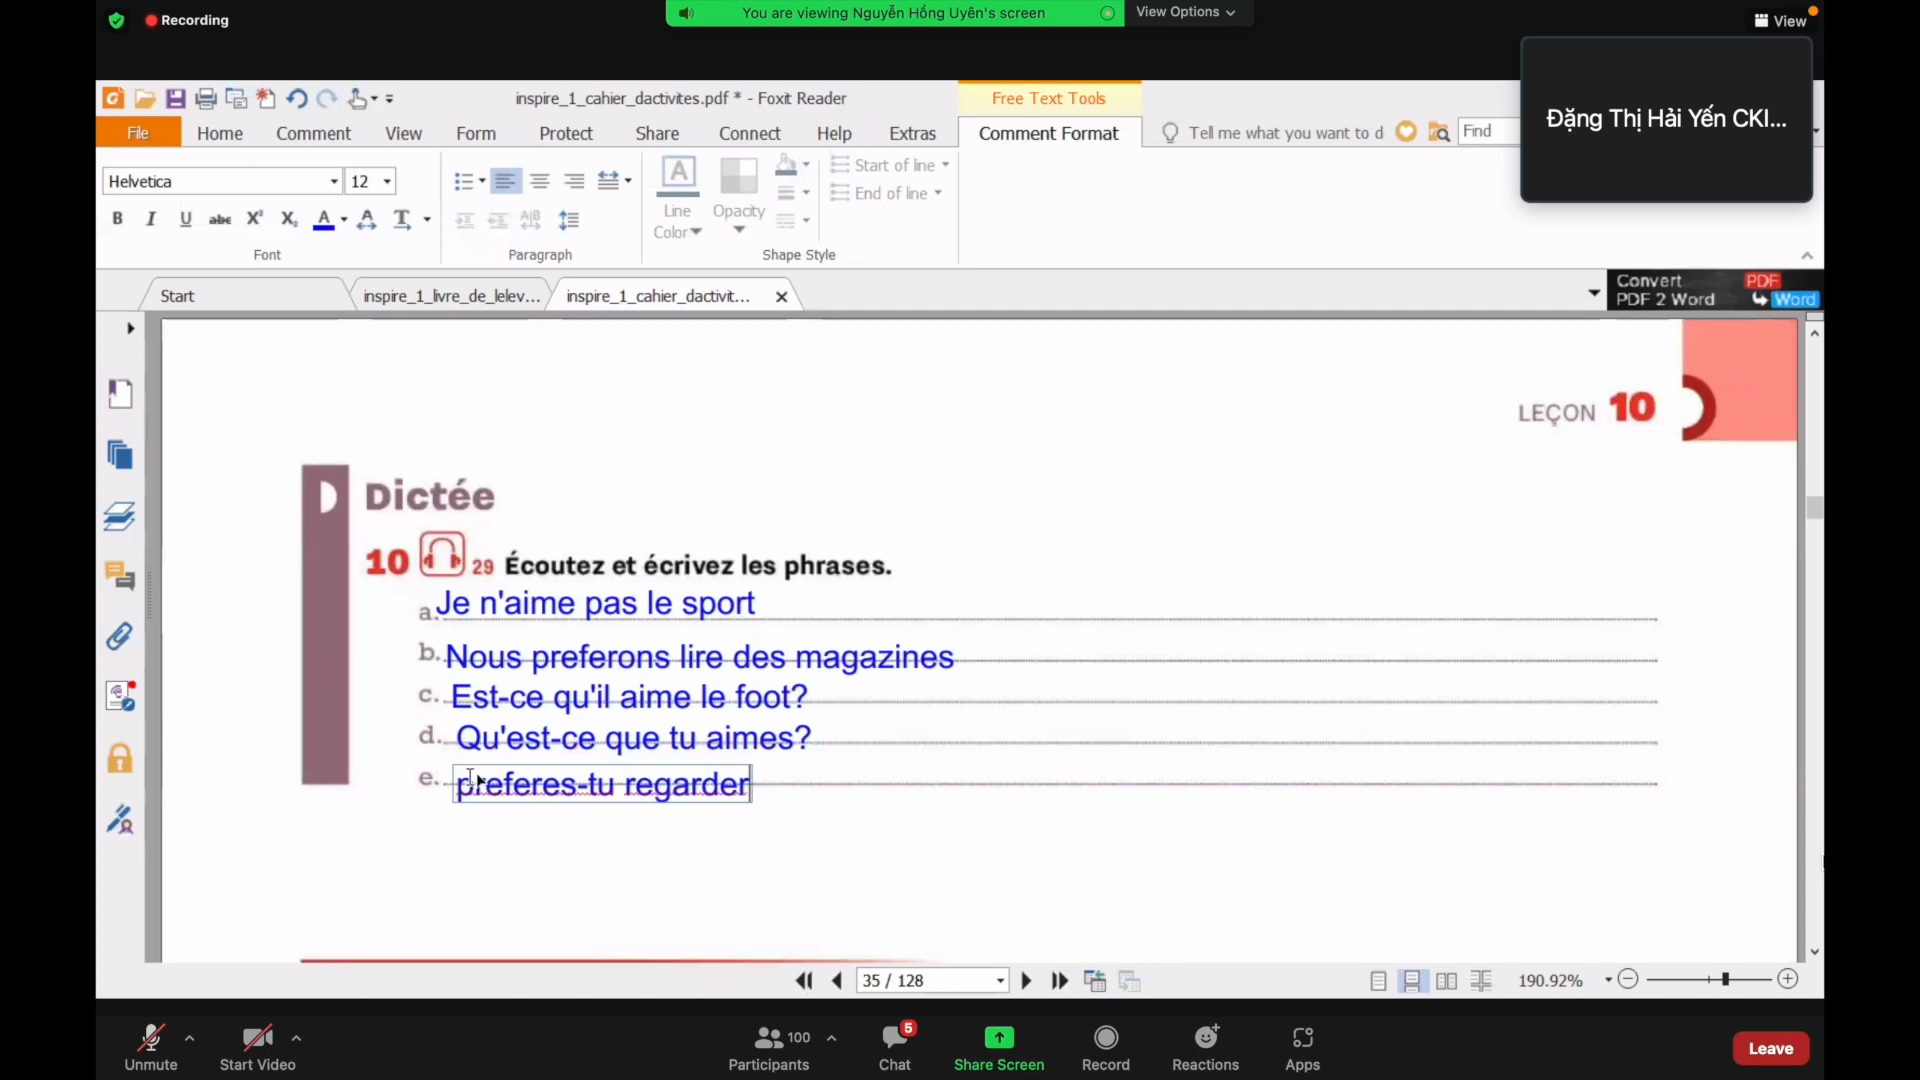 Recording
You are viewing Nguyễn Hồng Uyên's screen
View Options
View
Đặng Thị Hải Yến CKI...
inspire_1_cahier_dactivites.pdf * - Foxit Reader
Free Text Tools
File
Home
Comment
View
Form
Protect
Share
Connect
Help
Extras
Comment Format
Tell me what you want to d
Find
Helvetica
12
Line
Color
Opacity
Start of line
End of line
Font
Paragraph
Shape Style
Start
inspire_1_livre_de_lelev...
inspire_1_cahier_dactivit...
Convert
PDF 2 Word
PDF
Word
LEÇON 10
Dictée
10 29 Écoutez et écrivez les phrases.
a. Je n'aime pas le sport
b. Nous preferons lire des magazines
c. Est-ce qu'il aime le foot?
d. Qu'est-ce que tu aimes?
e. preferes-tu regarder
35 / 128
190.92%
Unmute
Start Video
100
Participants
5
Chat
Share Screen
Record
Reactions
Apps
Leave